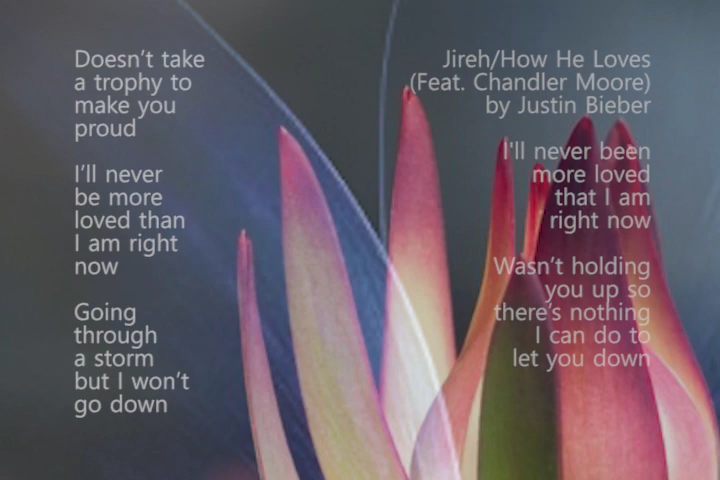 Jireh/How He Loves
(Feat. Chandler Moore)
by Justin Bieber
I'll never been
more loved
that I am
right now
Wasn't holding
you up so
there's nothing
I can do to
let you down
Doesn't take
a trophy to
make you
proud
I'll never
be more
loved than
I am right
now
Going
through
a storm
but I won't
go down